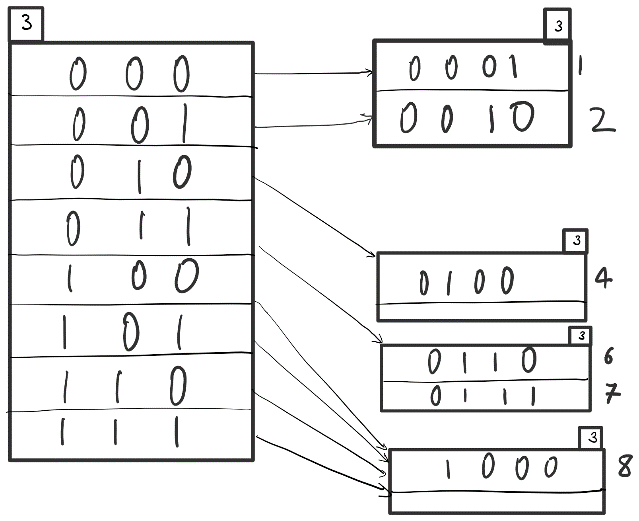 3
0 0 0
0 0 1
0 1 0
0 1 1
1 0 0
1 0 1
1 1 0
1 1 1
3
0 0 0 1 1
0 0 1 0 2
3
0 1 0 0 4
3
0 1 1 0 6
0 1 1 1 7
3
1 0 0 0 8